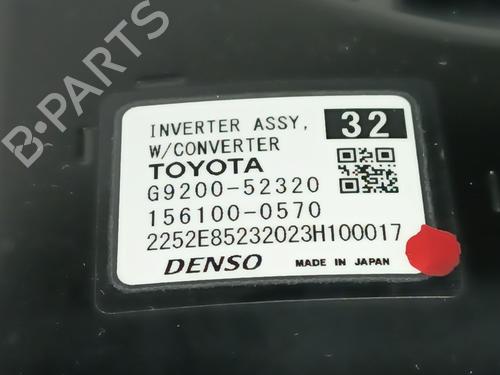 B-PARTS
INVERTER ASSY, 32
W/CONVERTER
TOYOTA
G9200-52320
156100-0570
2252E85232023H100017
DENSO MADE IN JAPAN